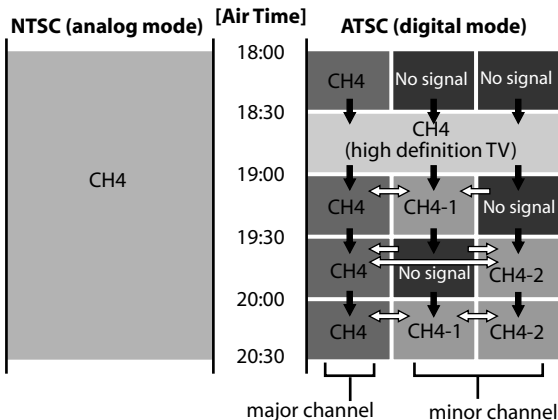 NTSC (analog mode) [Air Time] ATSC (digital mode)
18:00
CH4 No signal No signal
18:30
CH4
(high definition TV)
CH4
19:00
CH4 CH4-1 No signal
19:30
CH4 No signal CH4-2
20:00
CH4 CH4-1 CH4-2
20:30
major channel minor channel